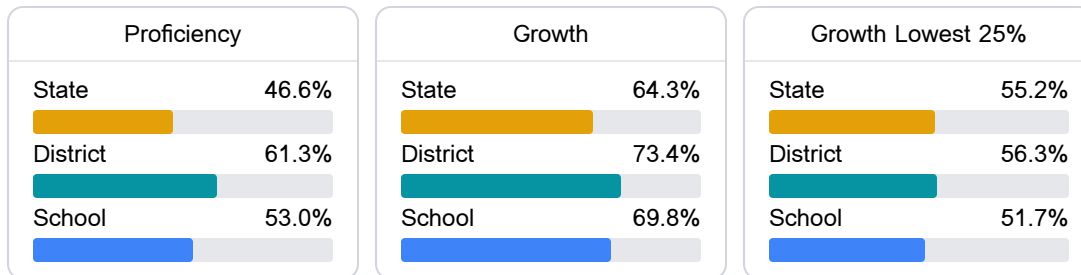 Proficiency
State 46.6%
District 61.3%
School 53.0%
Growth
State 64.3%
District 73.4%
School 69.8%
Growth Lowest 25%
State 55.2%
District 56.3%
School 51.7%